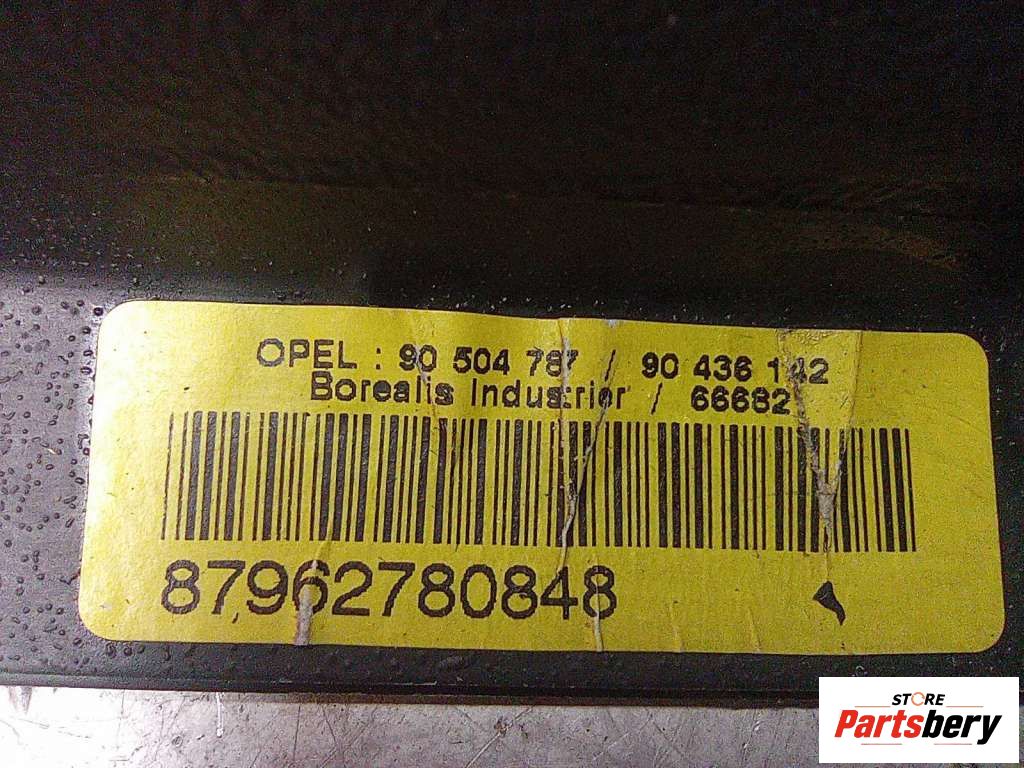 OPEL : 90 504 787 / 90 436 142
Borealis Industrier / 66682
87962780848
STORE
Partsbery